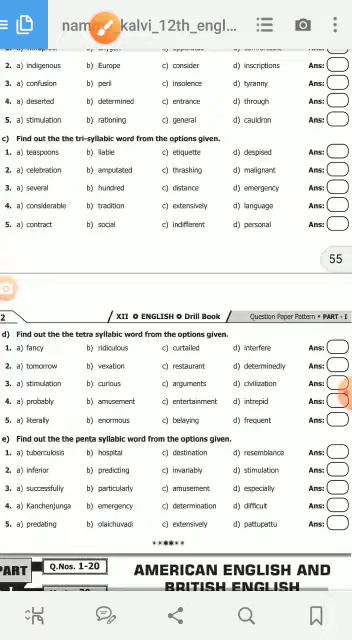 namm  _kalvi_12th_engl...
2. a) indigenous b) Europe c) consider d) inscriptions Ans:
3. a) confusion b) peril c) insolence d) tyranny Ans:
4. a) deserted b) determined c) entrance d) through Ans:
5. a) stimulation b) rationing c) general d) cauldron Ans:
c) Find out the the tri-syllabic word from the options given.
1. a) teaspoons b) liable c) etiquette d) despised Ans:
2. a) celebration b) amputated c) thrashing d) malignant Ans:
3. a) several b) hundred c) distance d) emergency Ans:
4. a) considerable b) tradition c) extensively d) language Ans:
5. a) contract b) social c) indifferent d) personal Ans:
55
2 XII ✪ ENGLISH ✪ Drill Book Question Paper Pattern • PART - I
d) Find out the the tetra syllabic word from the options given.
1. a) fancy b) ridiculous c) curtailed d) interfere Ans:
2. a) tomorrow b) vexation c) restaurant d) determinedly Ans:
3. a) stimulation b) curious c) arguments d) civilization Ans:
4. a) probably b) amusement c) entertainment d) intrepid Ans:
5. a) literally b) enormous c) belaying d) frequent Ans:
e) Find out the the penta syllabic word from the options given.
1. a) tuberculosis b) hospital c) destination d) resemblance Ans:
2. a) inferior b) predicting c) invariably d) stimulation Ans:
3. a) successfully b) particularly c) amusement d) especially Ans:
4. a) Kanchenjunga b) emergency c) determination d) difficult Ans:
5. a) predating b) olaichuvadi c) extensively d) pattupattu Ans:
*****
PART Q.Nos. 1-20 AMERICAN ENGLISH AND
BRITISH ENGLISH